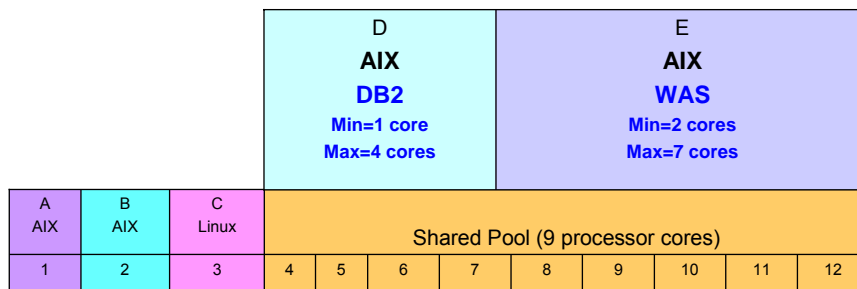 D
AIX
DB2
Min=1 core
Max=4 cores
E
AIX
WAS
Min=2 cores
Max=7 cores
A
AIX
B
AIX
C
Linux
Shared Pool (9 processor cores)
1 2 3 4 5 6 7 8 9 10 11 12